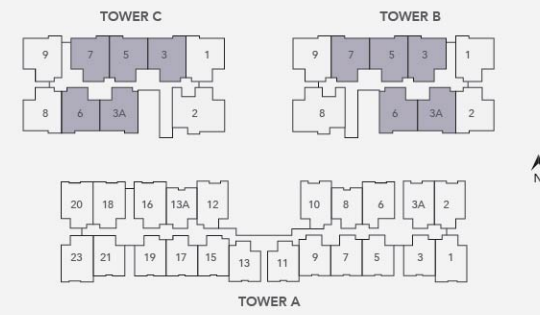 TOWER C TOWER B
9 7 5 3 1 9 7 5 3 1
8 6 3A 2 8 6 3A 2
N
20 18 16 13A 12 10 8 6 3A 2
23 21 19 17 15 13 11 9 7 5 3 1
TOWER A